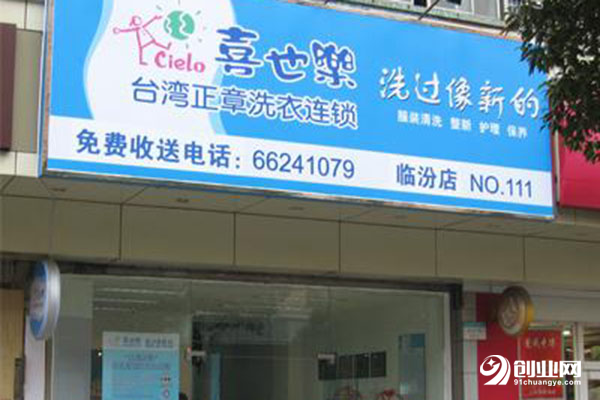 Cielo
喜也樂
台湾正章洗衣连锁
洗过像新的
服装清洗 整新 护理 保养
免费收送电话：66241079 临汾店 NO.111
创业网
91chuangye.com